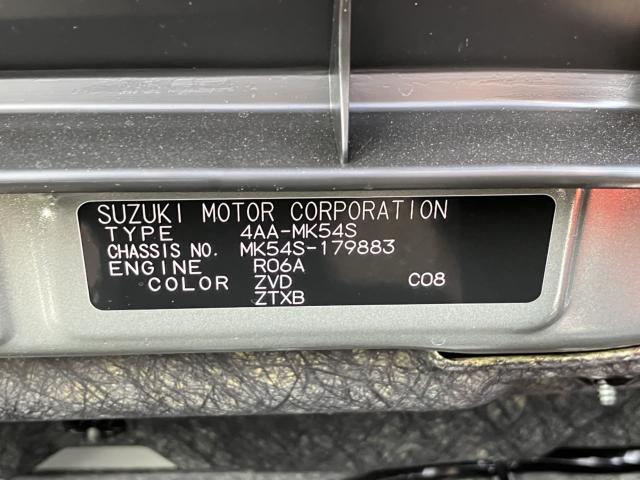 SUZUKI MOTOR CORPORATION
TYPE 4AA-MK54S
CHASSIS NO. MK54S-179883
ENGINE R06A
COLOR ZVD C08
ZTXB